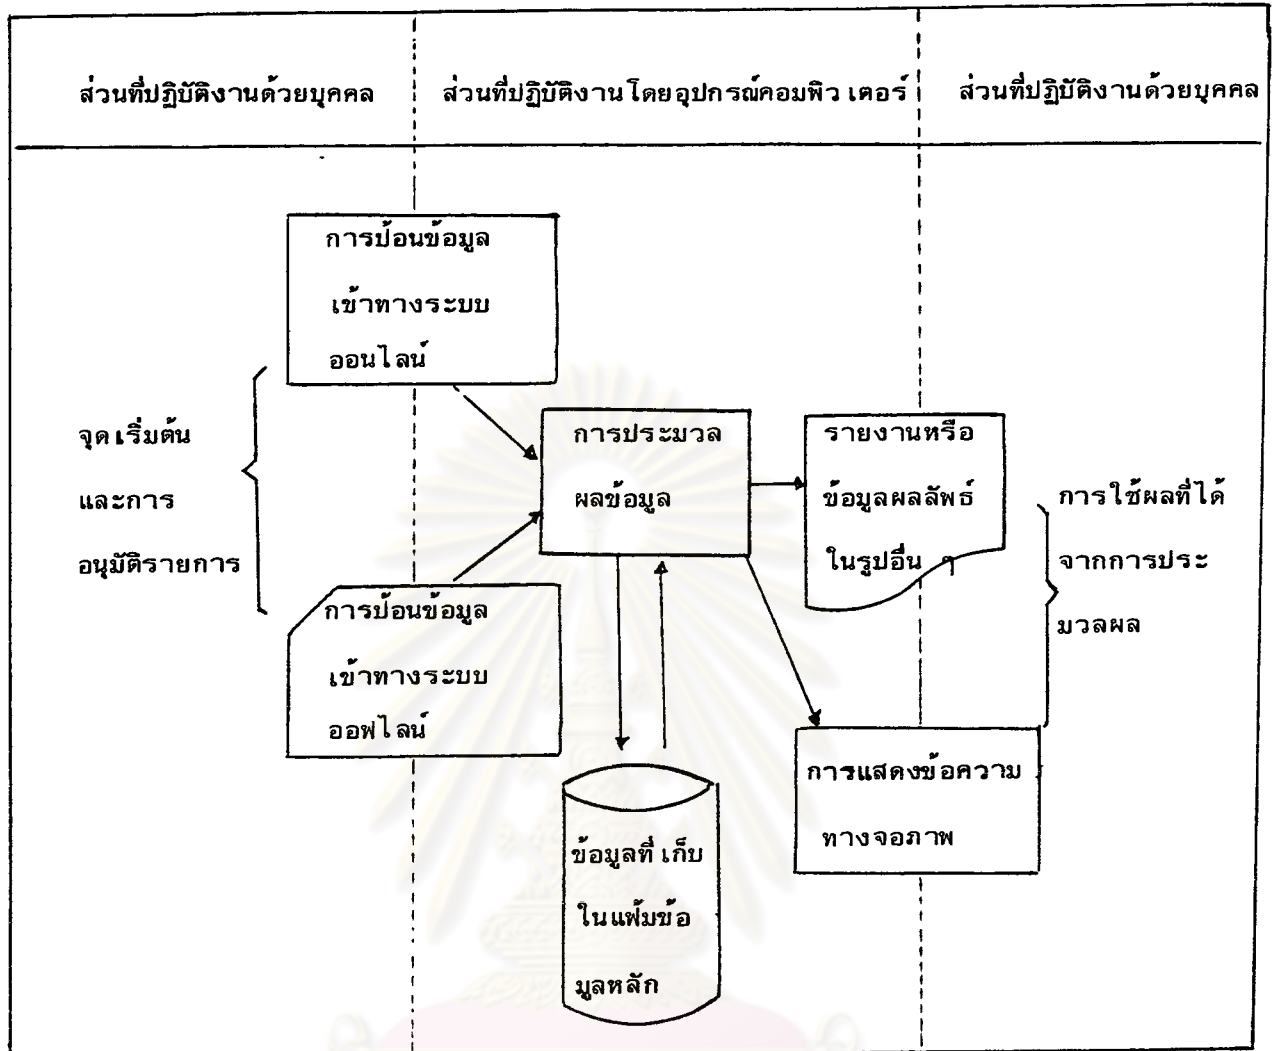 ส่วนที่ปฏิบัติงานด้วยบุคคล
ส่วนที่ปฏิบัติงานโดยอุปกรณ์คอมพิวเตอร์
ส่วนที่ปฏิบัติงานด้วยบุคคล
การป้อนข้อมูล
เข้าทางระบบ
ออนไลน์
จุดเริ่มต้น
และการ
อนุมัติรายการ
การป้อนข้อมูล
เข้าทางระบบ
ออฟไลน์
การประมวล
ผลข้อมูล
ข้อมูลที่เก็บ
ในแฟ้มข้อ
มูลหลัก
รายงานหรือ
ข้อมูลผลลัพธ์
ในรูปอื่น ๆ
การแสดงข้อความ
ทางจอภาพ
การใช้ผลที่ได้
จากการประ
มวลผล